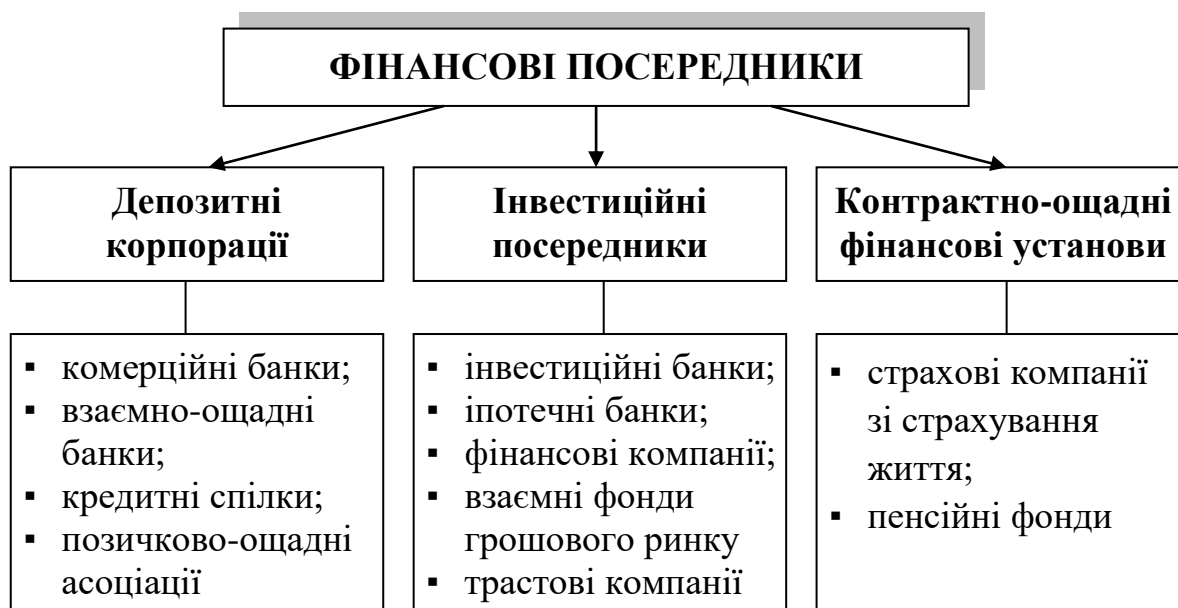 ФІНАНСОВІ ПОСЕРЕДНИКИ
Депозитні
корпорації
Інвестиційні
посередники
Контрактно-ощадні
фінансові установи
▪ комерційні банки;
▪ взаємно-ощадні
банки;
▪ кредитні спілки;
▪ позичково-ощадні
асоціації
▪ інвестиційні банки;
▪ іпотечні банки;
▪ фінансові компанії;
▪ взаємні фонди
грошового ринку
▪ трастові компанії
▪ страхові компанії
зі страхування
життя;
▪ пенсійні фонди